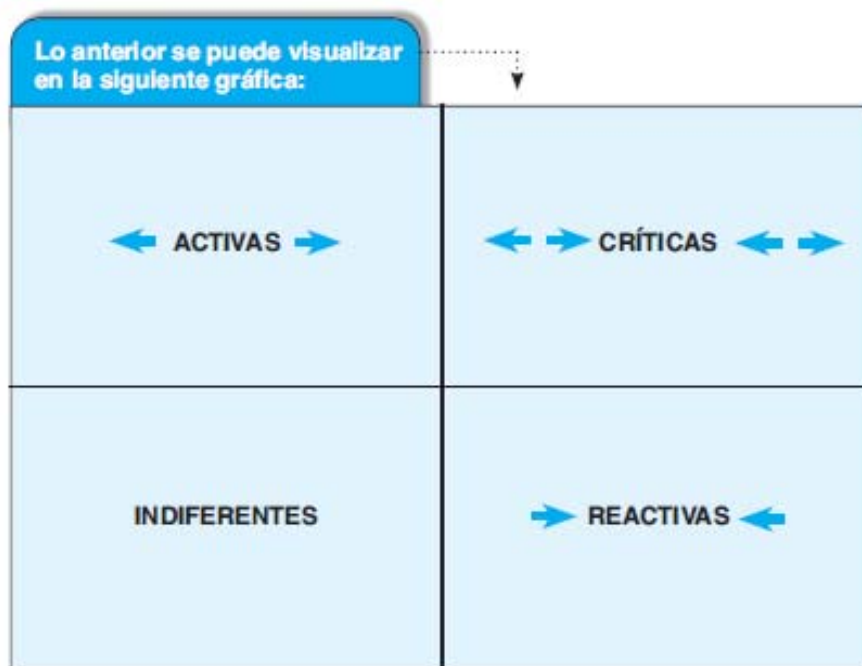 Lo anterior se puede visualizar
en la siguiente gráfica:
ACTIVAS
CRÍTICAS
INDIFERENTES
REACTIVAS